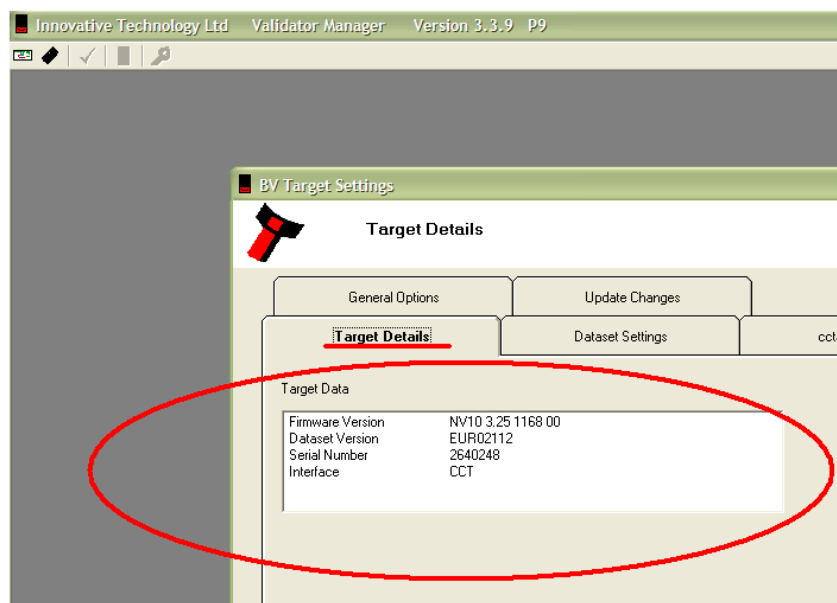 Innovative Technology Ltd Validator Manager Version 3.3.9 P9
BV Target Settings
Target Details
General Options Update Changes
Target Details Dataset Settings cct
Target Data
Firmware Version NV10 3.25 1168 00
Dataset Version EUR02112
Serial Number 2640248
Interface CCT